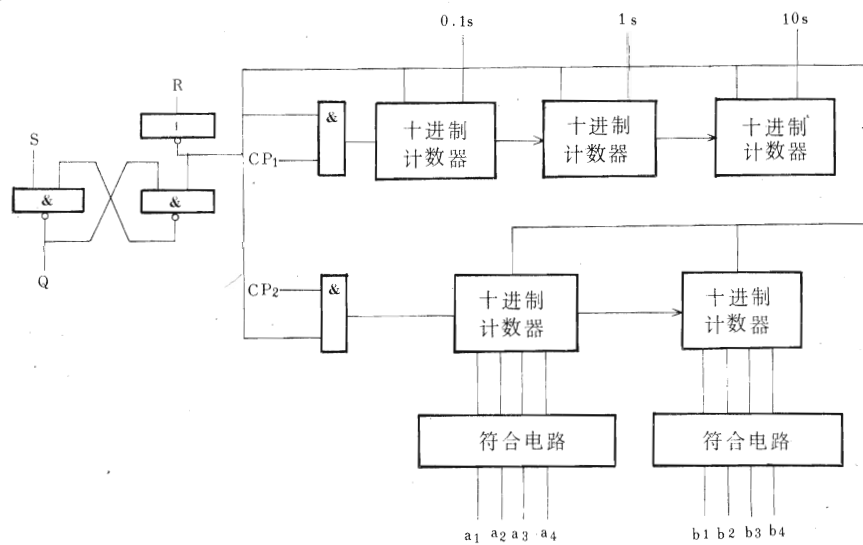 0.1s 1s 10s
R
1
S
&
&
&
CP1
十进制
计数器
十进制
计数器
十进制
计数器
Q
CP2
&
十进制
计数器
十进制
计数器
符合电路
符合电路
a1 a2 a3 a4
b1 b2 b3 b4